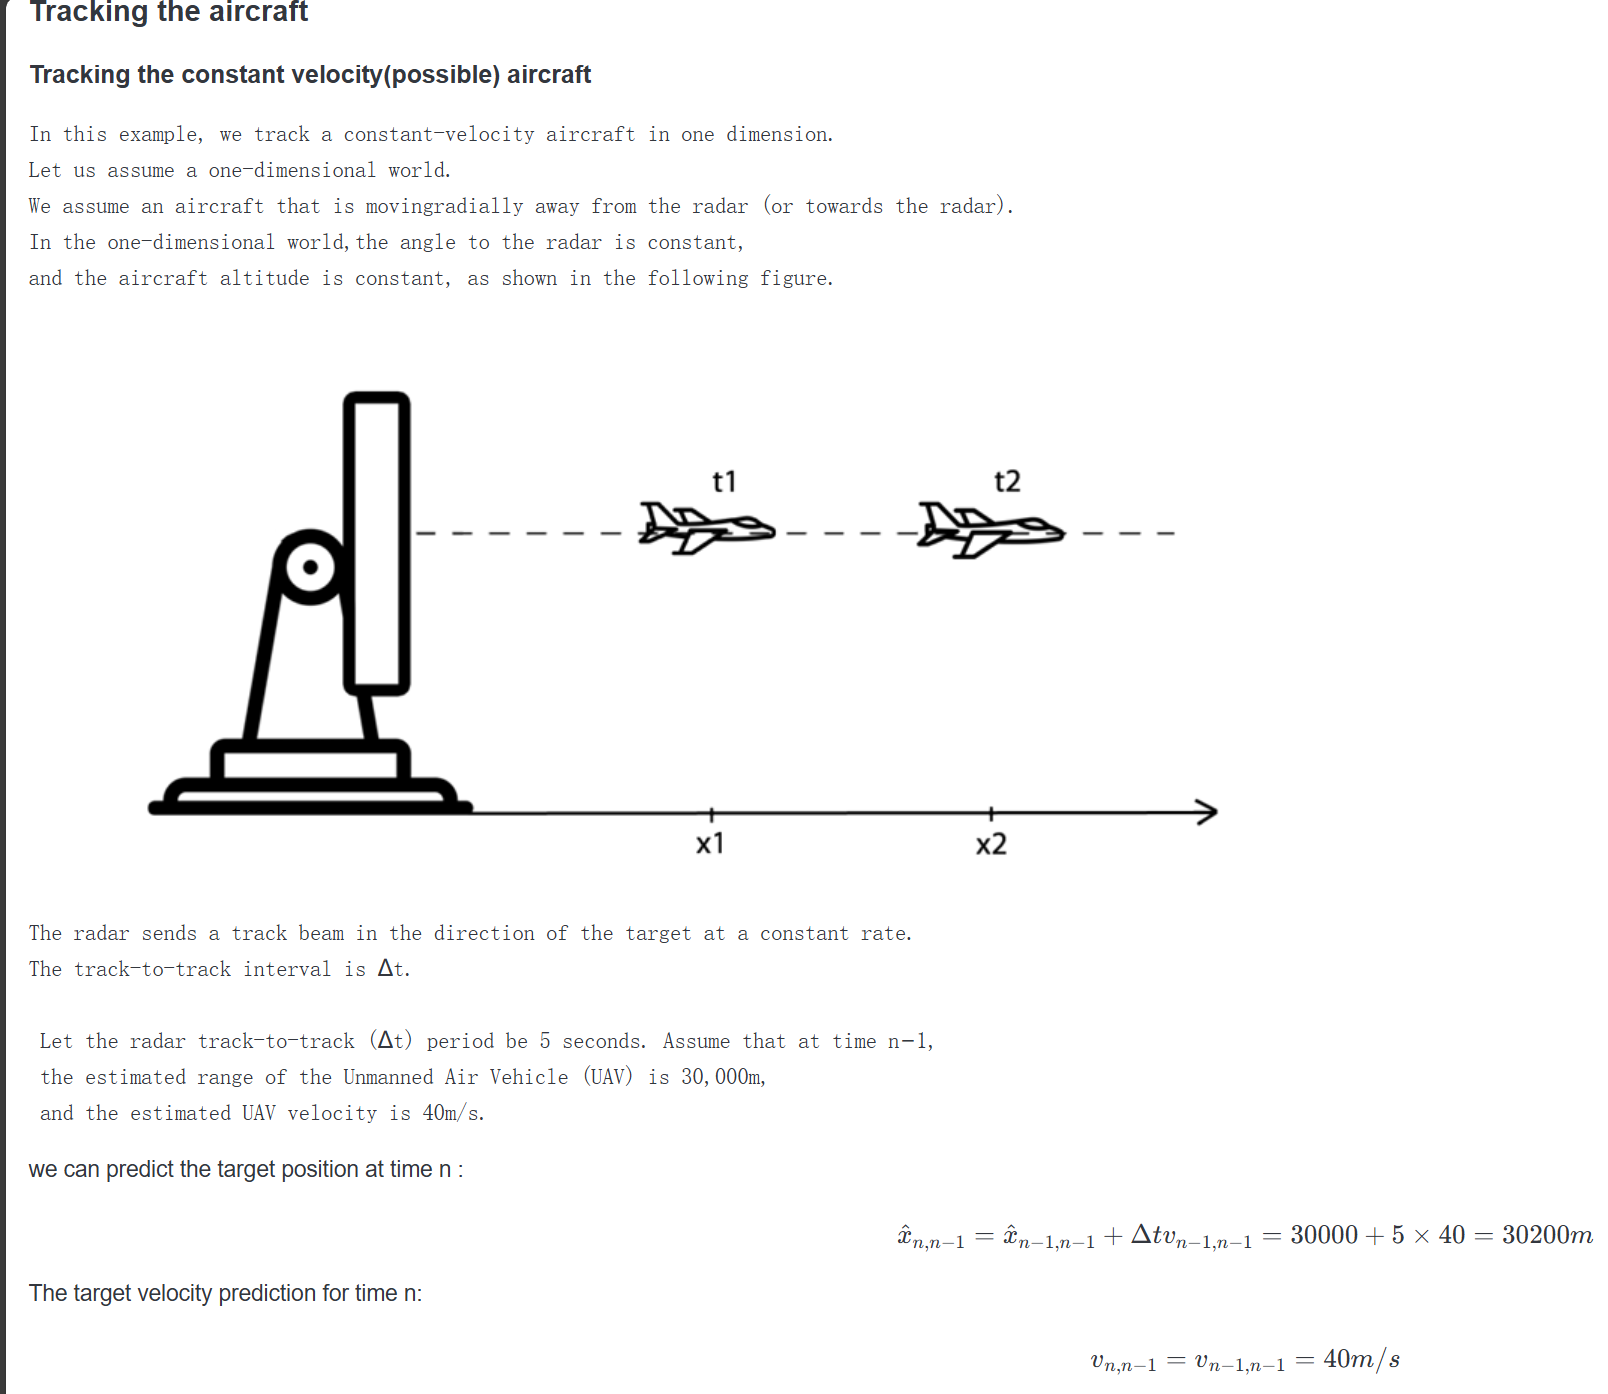 Tracking the aircraft
Tracking the constant velocity(possible) aircraft
In this example, we track a constant-velocity aircraft in one dimension.
Let us assume a one-dimensional world.
We assume an aircraft that is movingradially away from the radar (or towards the radar).
In the one-dimensional world, the angle to the radar is constant,
and the aircraft altitude is constant, as shown in the following figure.
t1 t2
x1 x2
The radar sends a track beam in the direction of the target at a constant rate.
The track-to-track interval is Δt.
Let the radar track-to-track (Δt) period be 5 seconds. Assume that at time n-1,
the estimated range of the Unmanned Air Vehicle (UAV) is 30,000m,
and the estimated UAV velocity is 40m/s.
we can predict the target position at time n :
x̂n,n−1 = x̂n−1,n−1 + Δtvn−1,n−1 = 30000 + 5 × 40 = 30200m
The target velocity prediction for time n:
vn,n−1 = vn−1,n−1 = 40m/s